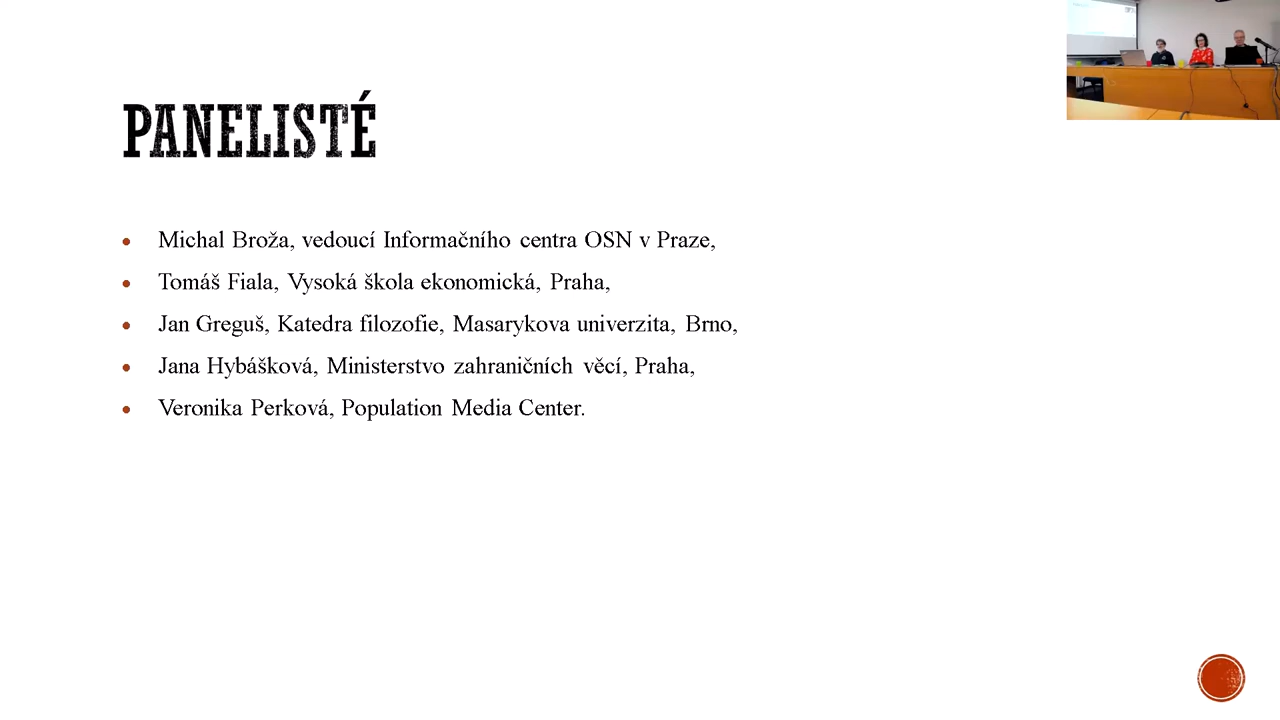 PANELISTÉ
Michal Broža, vedoucí Informačního centra OSN v Praze,
Tomáš Fiala, Vysoká škola ekonomická, Praha,
Jan Greguš, Katedra filozofie, Masarykova univerzita, Brno,
Jana Hybášková, Ministerstvo zahraničních věcí, Praha,
Veronika Perková, Population Media Center.